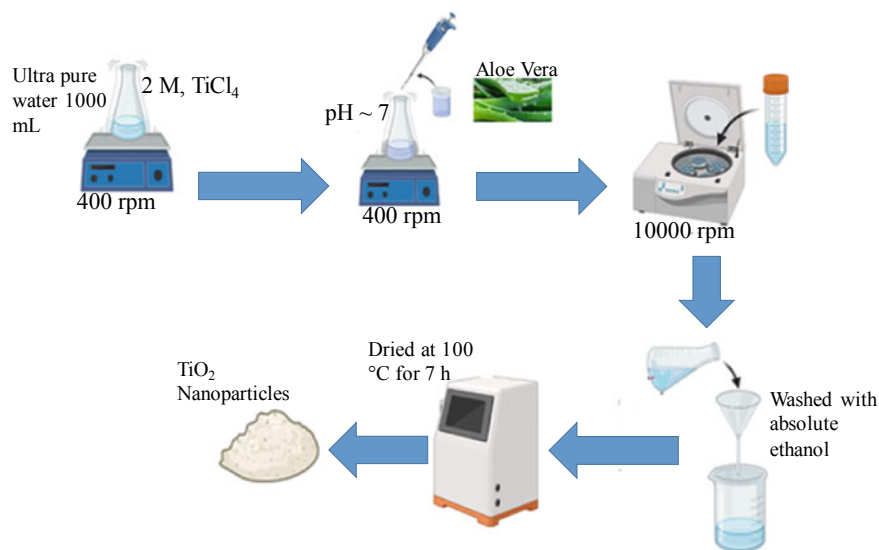 Ultra pure
water 1000
mL
2 M, TiCl₄
400 rpm
pH ~ 7
400 rpm
Aloe Vera
10000 rpm
Washed with
absolute
ethanol
Dried at 100
°C for 7 h
TiO₂
Nanoparticles